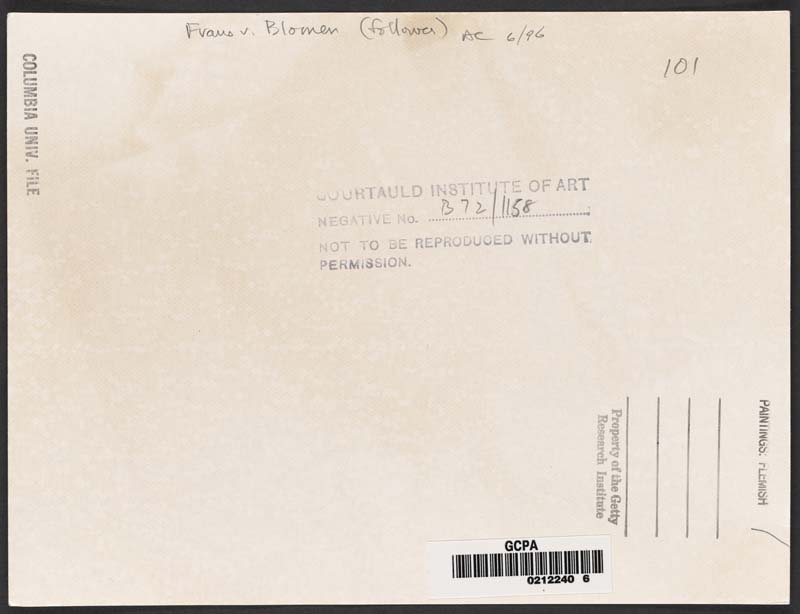 Frans v. Blomen (follower) AC 6/96
101
COLUMBIA UNIV. FILE
COURTAULD INSTITUTE OF ART
NEGATIVE No. B72/1158
NOT TO BE REPRODUCED WITHOUT
PERMISSION.
PAINTINGS: FLEMISH
Property of the Getty
Research Institute
GCPA
0212240 6